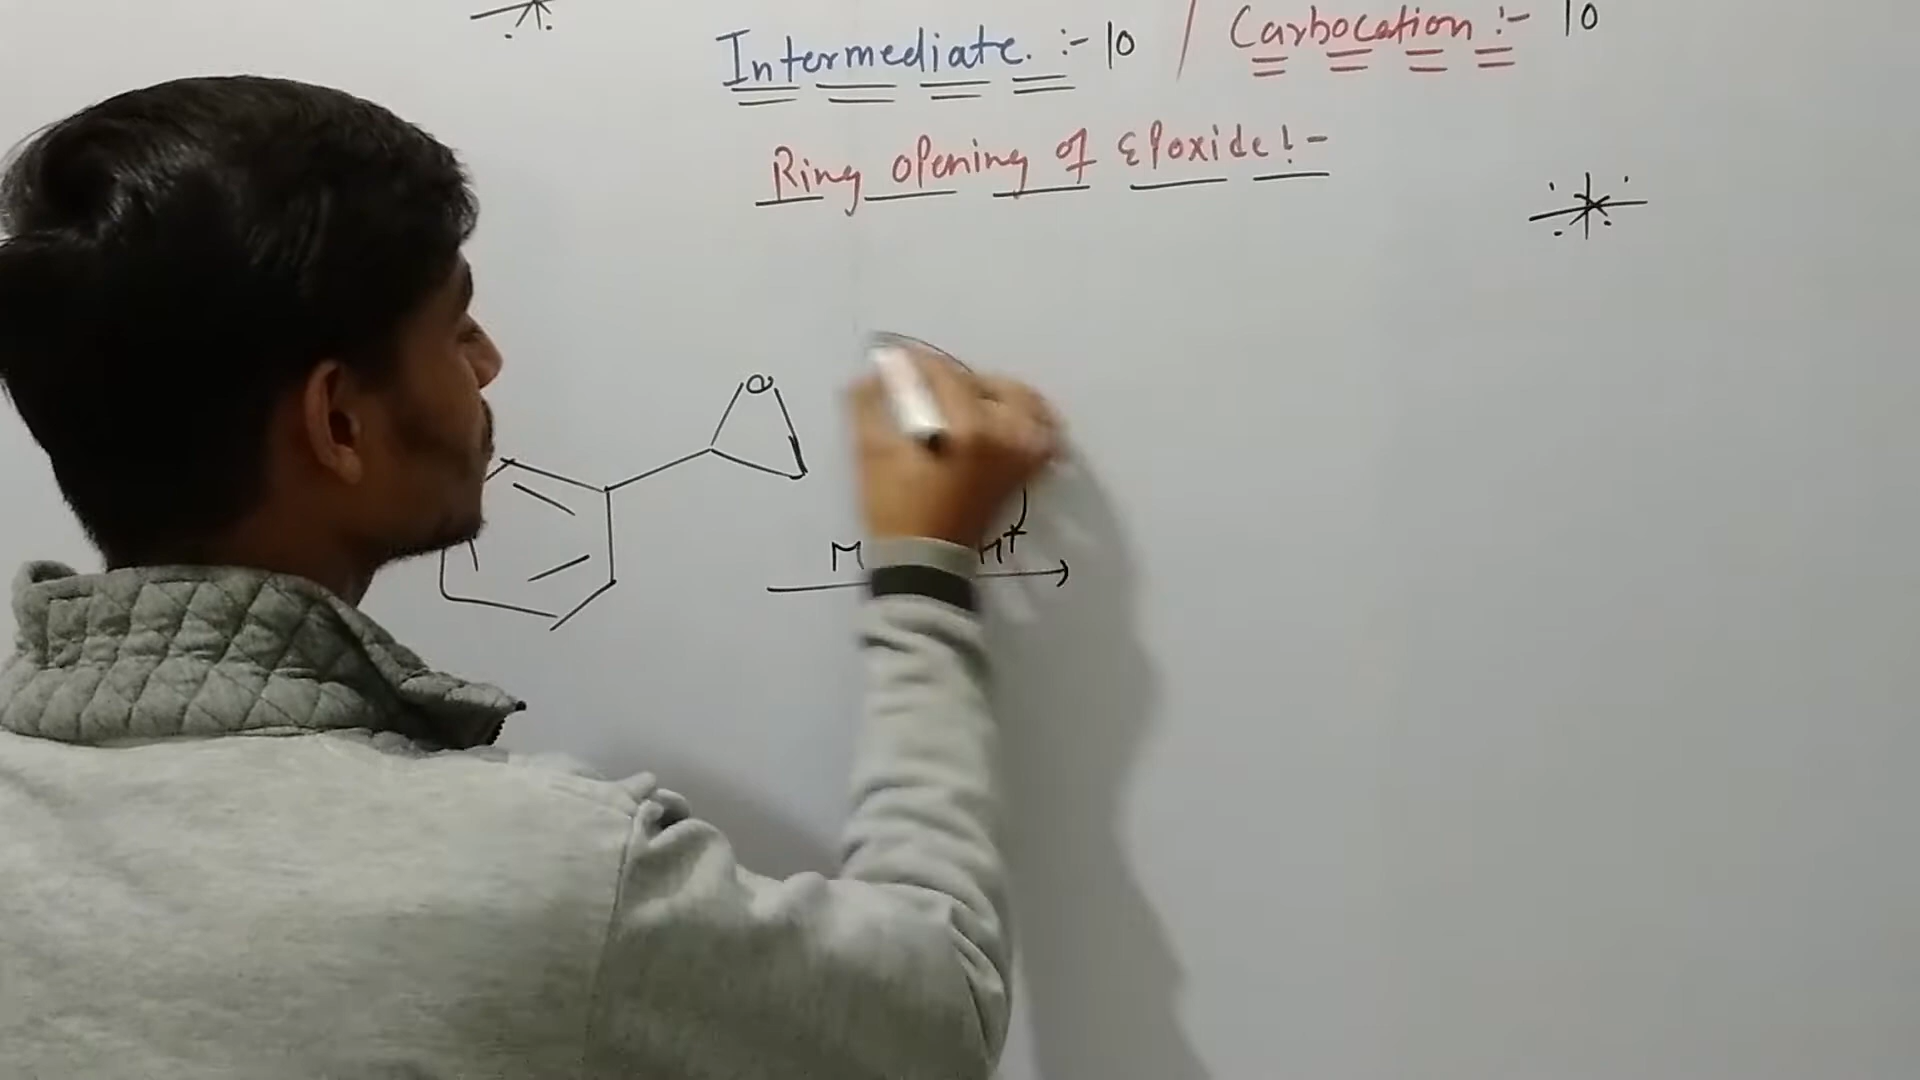 Intermediate. :- 10 / Carbocation :- 10
Ring opening of Epoxide :-
O